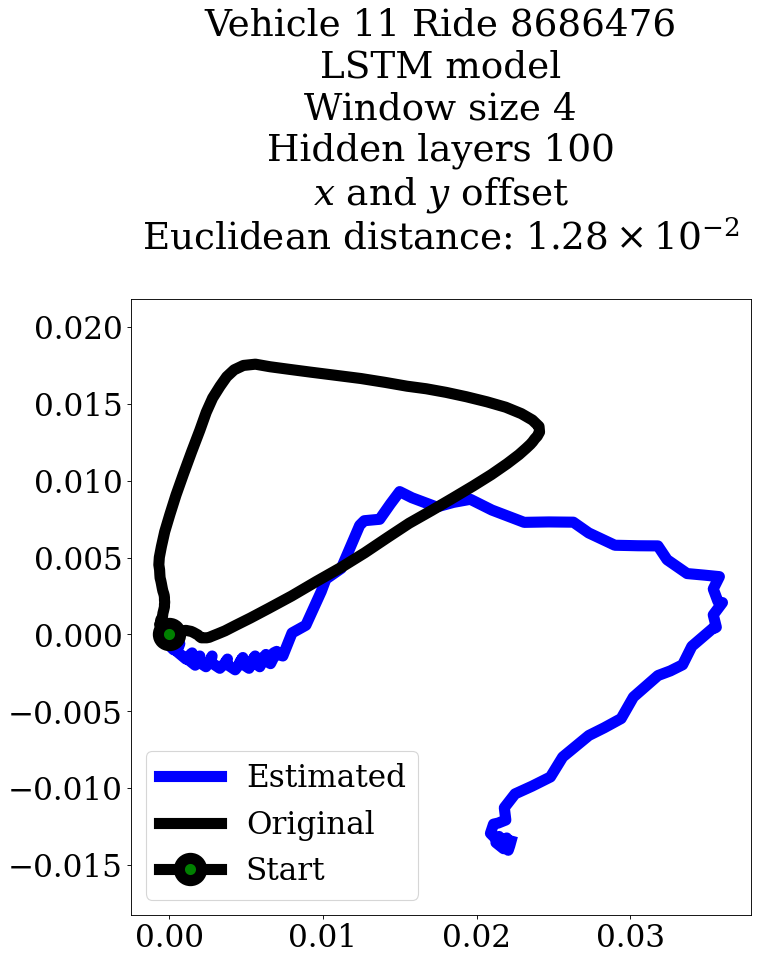 Vehicle 11 Ride 8686476
LSTM model
Window size 4
Hidden layers 100
x and y offset
Euclidean distance: 1.28 × 10⁻²
0.020
0.015
0.010
0.005
0.000
−0.005
−0.010
−0.015
Estimated
Original
Start
0.00 0.01 0.02 0.03